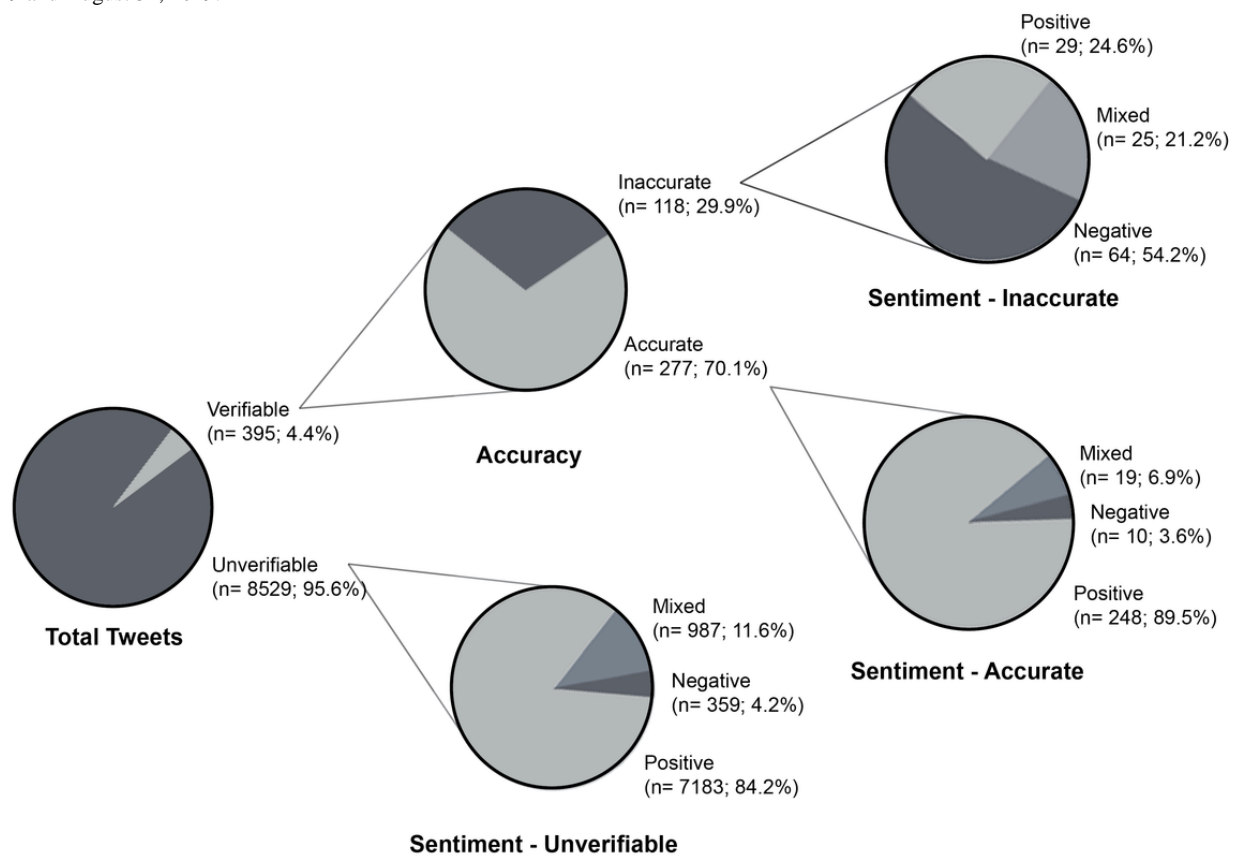 Positive
(n= 29; 24.6%)
Mixed
(n= 25; 21.2%)
Negative
(n= 64; 54.2%)
Sentiment - Inaccurate
Inaccurate
(n= 118; 29.9%)
Accurate
(n= 277; 70.1%)
Accuracy
Verifiable
(n= 395; 4.4%)
Unverifiable
(n= 8529; 95.6%)
Total Tweets
Mixed
(n= 19; 6.9%)
Negative
(n= 10; 3.6%)
Positive
(n= 248; 89.5%)
Sentiment - Accurate
Mixed
(n= 987; 11.6%)
Negative
(n= 359; 4.2%)
Positive
(n= 7183; 84.2%)
Sentiment - Unverifiable